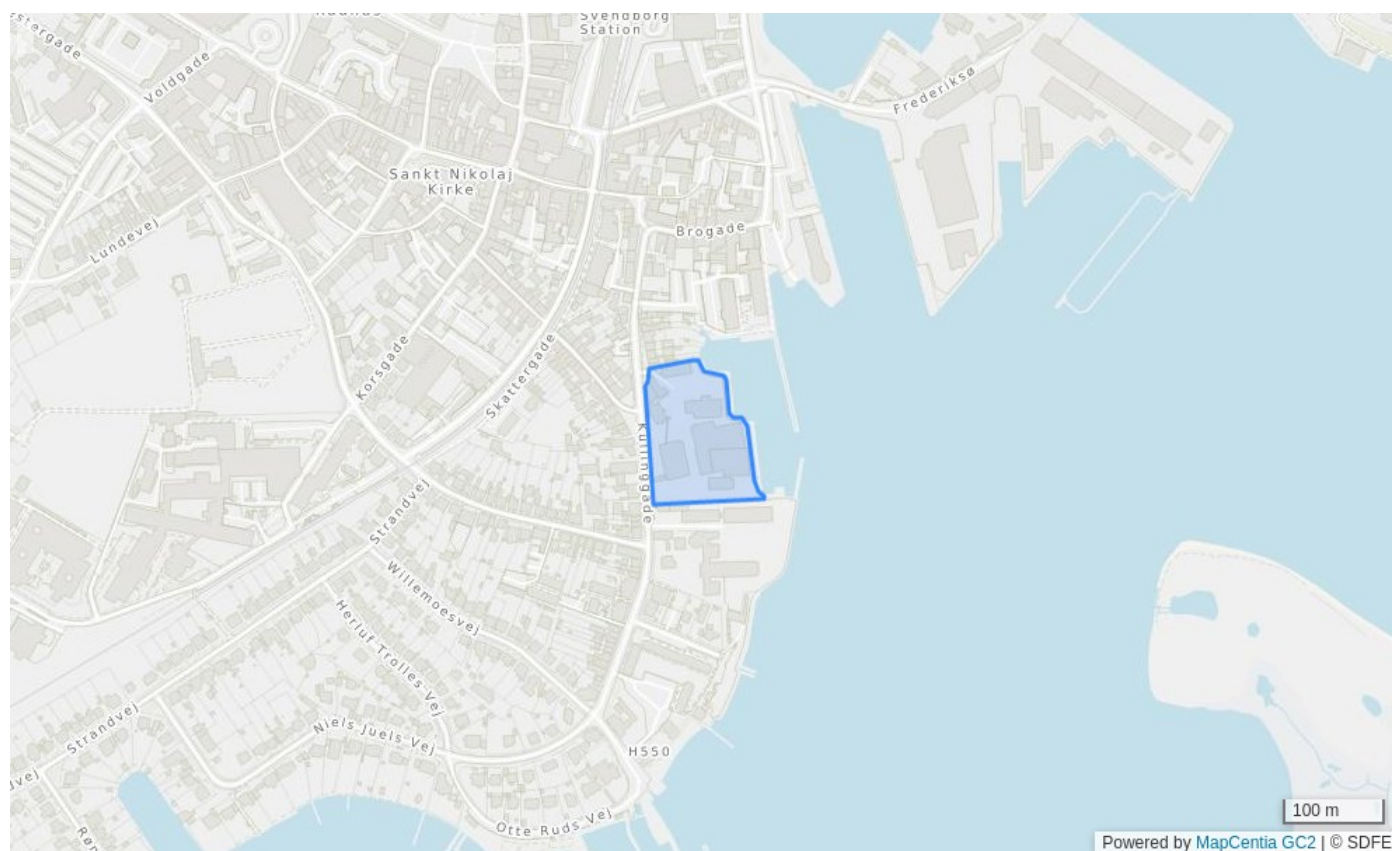 Svendborg
Station
Voldgade
Frederiksø
Sankt Nikolaj
Kirke
Brogade
Lundevej
Korsgade
Skattergade
Kullinggade
Strandvej
Willemoesvej
Herluf Trolles Vej
Strandvej
Niels Juels Vej
H550
Otte Ruds Vej
100 m
Powered by MapCentia GC2 | © SDFE